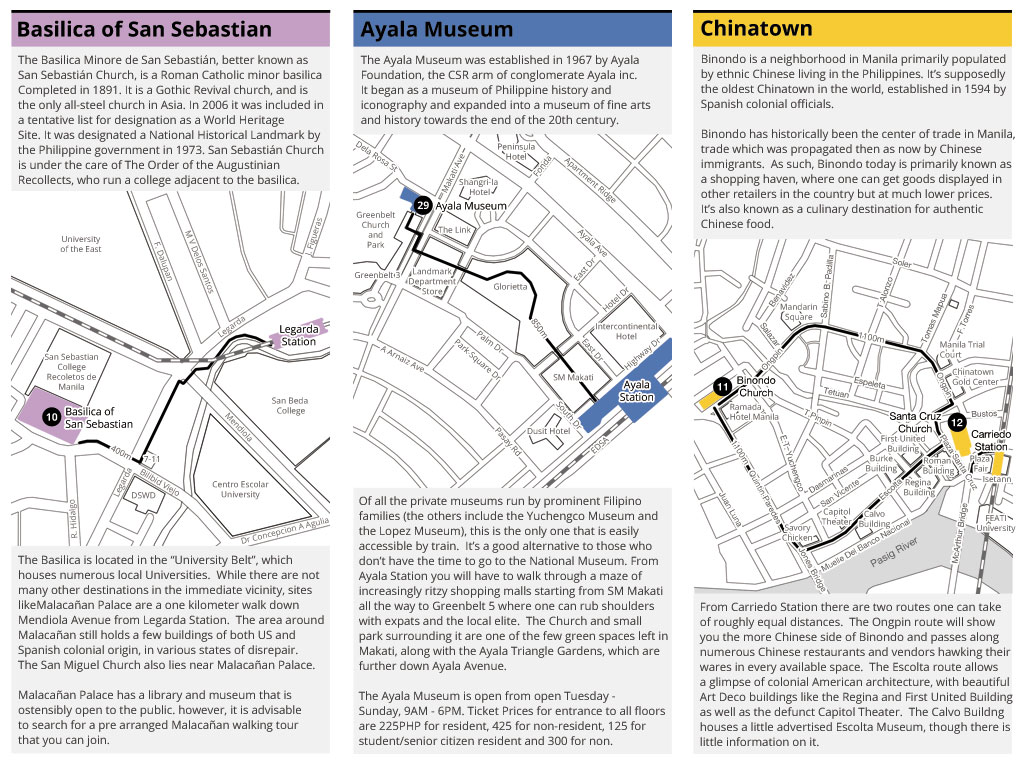 Basilica of San Sebastian
The Basilica Minore de San Sebastián, better known as
San Sebastián Church, is a Roman Catholic minor basilica
Completed in 1891. It is a Gothic Revival church, and is
the only all-steel church in Asia. In 2006 it was included in
a tentative list for designation as a World Heritage
Site. It was designated a National Historical Landmark by
the Philippine government in 1973. San Sebastián Church
is under the care of The Order of the Augustinian
Recollects, who run a college adjacent to the basilica.
University
of the East
F. Dalupan
M V Delos Santos
J Figueras
Legarda
Legarda
Station
San Sebastian
College
Recoletos de
Manila
10
Basilica of
San Sebastian
San Beda
College
Mendiola
400m
7-11
Legarda
Bilibid Viejo
DSWD
R. Hidalgo
Centro Escolar
University
Dr Concepcion A Agulia
The Basilica is located in the “University Belt”, which
houses numerous local Universities.  While there are not
many other destinations in the immediate vicinity, sites
likeMalacañan Palace are a one kilometer walk down
Mendiola Avenue from Legarda Station.  The area around
Malacañan still holds a few buildings of both US and
Spanish colonial origin, in various states of disrepair.
The San Miguel Church also lies near Malacañan Palace.
Malacañan Palace has a library and museum that is
ostensibly open to the public. however, it is advisable
to search for a pre arranged Malacañan walking tour
that you can join.
Ayala Museum
The Ayala Museum was established in 1967 by Ayala
Foundation, the CSR arm of conglomerate Ayala inc.
It began as a museum of Philippine history and
iconography and expanded into a museum of fine arts
and history towards the end of the 20th century.
Dela Rosa St
Makati Ave
Peninsula
Hotel
Apartment Ridge
Shangri-la
Hotel
29
Ayala Museum
Greenbelt
Church
and
Park
The Link
Ayala Ave
Greenbelt 3
Landmark
Department
Store
Glorietta
East Dr
Hotel Dr
850m
Intercontinental
Hotel
Palm Dr
Park Square Dr
A Arnaiz Ave
East Dr
Highway Dr
SM Makati
Ayala
Station
South Dr
Dusit Hotel
Pasay Rd
EDSA
Of all the private museums run by prominent Filipino
families (the others include the Yuchengco Museum and
the Lopez Museum), this is the only one that is easily
accessible by train.  It’s a good alternative to those who
don’t have the time to go to the National Museum. From
Ayala Station you will have to walk through a maze of
increasingly ritzy shopping malls starting from SM Makati
all the way to Greenbelt 5 where one can rub shoulders
with expats and the local elite.  The Church and small
park surrounding it are one of the few green spaces left in
Makati, along with the Ayala Triangle Gardens, which are
further down Ayala Avenue.
The Ayala Museum is open from open Tuesday -
Sunday, 9AM - 6PM. Ticket Prices for entrance to all floors
are 225PHP for resident, 425 for non-resident, 125 for
student/senior citizen resident and 300 for non.
Chinatown
Binondo is a neighborhood in Manila primarily populated
by ethnic Chinese living in the Philippines. It’s supposedly
the oldest Chinatown in the world, established in 1594 by
Spanish colonial officials.
Binondo has historically been the center of trade in Manila,
trade which was propagated then as now by Chinese
immigrants.  As such, Binondo today is primarily known as
a shopping haven, where one can get goods displayed in
other retailers in the country but at much lower prices.
It’s also known as a culinary destination for authentic
Chinese food.
Soler
Benavidez
Sabino B. Padilla
Alonzo
Mandarin
Square
Tomas Mapua
F. Torres
Salazar
Ongpin
1100m
Manila Trial
Court
Ongpin
Chinatown
Gold Center
11
Binondo
Church
Espeleta
Tetuan
Ramada
Hotel Manila
T. Pinpin
Santa Cruz
Church
12
Bustos
Carriedo
Station
First United
Building
Plaza Santa Cruz
1100m
E.T. Yuchengco
Burke
Building
Roman
Building
Plaza
Fair
Dasmarinas
Isetann
Regina
Building
San Vicente
Escolta
Juan Luna
Quintin Paredes
Capitol
Theater
Calvo
Building
FEATI
University
Savory
Chicken
Muelle Del Banco Nacional
McArthur Bridge
Jones Bridge
Pasig River
From Carriedo Station there are two routes one can take
of roughly equal distances.  The Ongpin route will show
you the more Chinese side of Binondo and passes along
numerous Chinese restaurants and vendors hawking their
wares in every available space.  The Escolta route allows
a glimpse of colonial American architecture, with beautiful
Art Deco buildings like the Regina and First United Building
as well as the defunct Capitol Theater.  The Calvo Buildng
houses a little advertised Escolta Museum, though there is
little information on it.